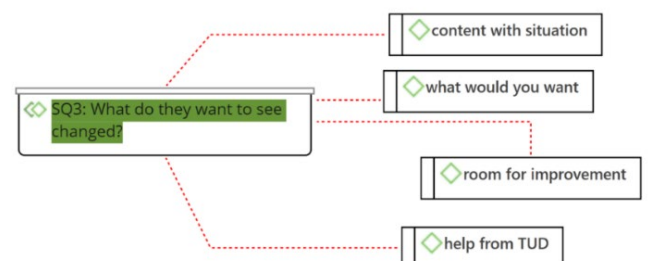 content with situation
what would you want
SQ3: What do they want to see
changed?
room for improvement
help from TUD